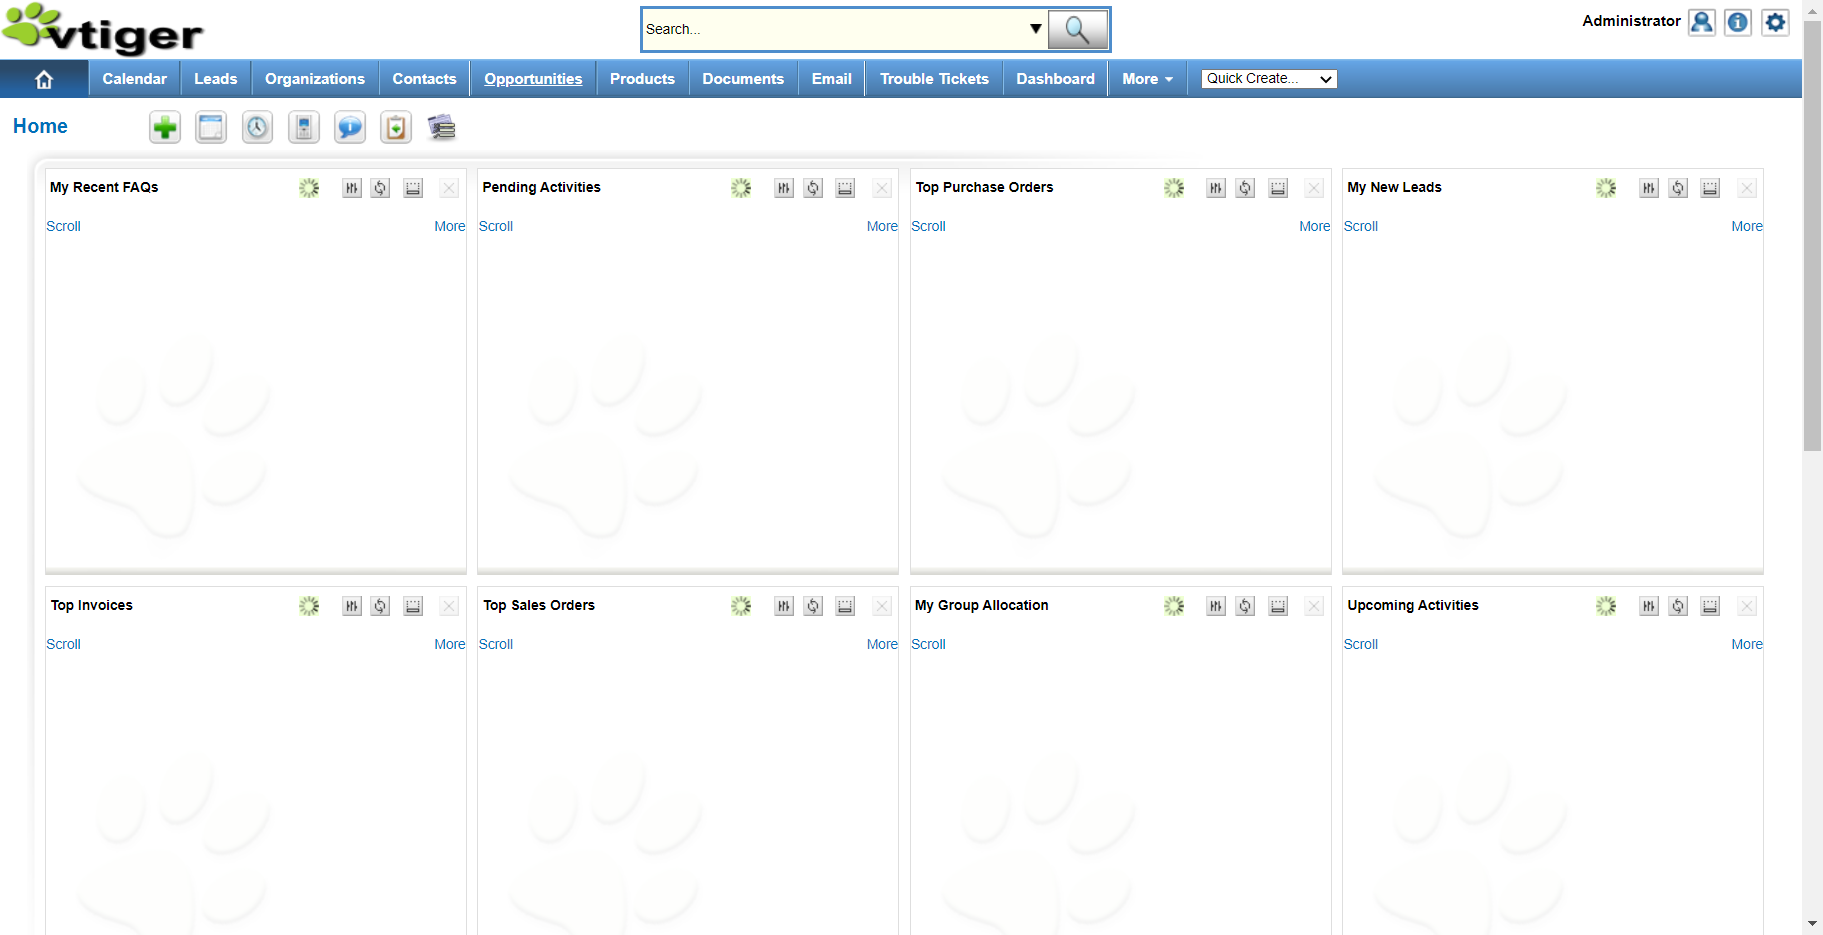 vtiger
Search...
Administrator
Calendar Leads Organizations Contacts Opportunities Products Documents Email Trouble Tickets Dashboard More Quick Create...
Home
My Recent FAQs Pending Activities Top Purchase Orders My New Leads
Scroll More Scroll More Scroll More Scroll More
Top Invoices Top Sales Orders My Group Allocation Upcoming Activities
Scroll More Scroll More Scroll More Scroll More